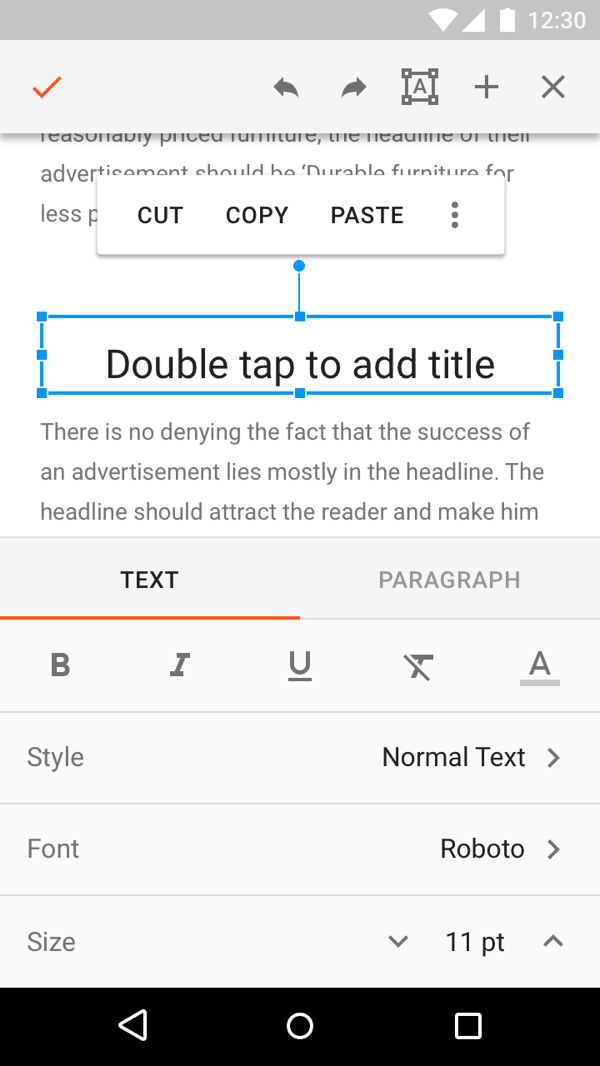 12:30
A
reasonably priced furniture, the headline of their
advertisement should be ‘Durable furniture for
less
CUT COPY PASTE
Double tap to add title
There is no denying the fact that the success of
an advertisement lies mostly in the headline. The
headline should attract the reader and make him
TEXT PARAGRAPH
B I U A
Style Normal Text
Font Roboto
Size 11 pt